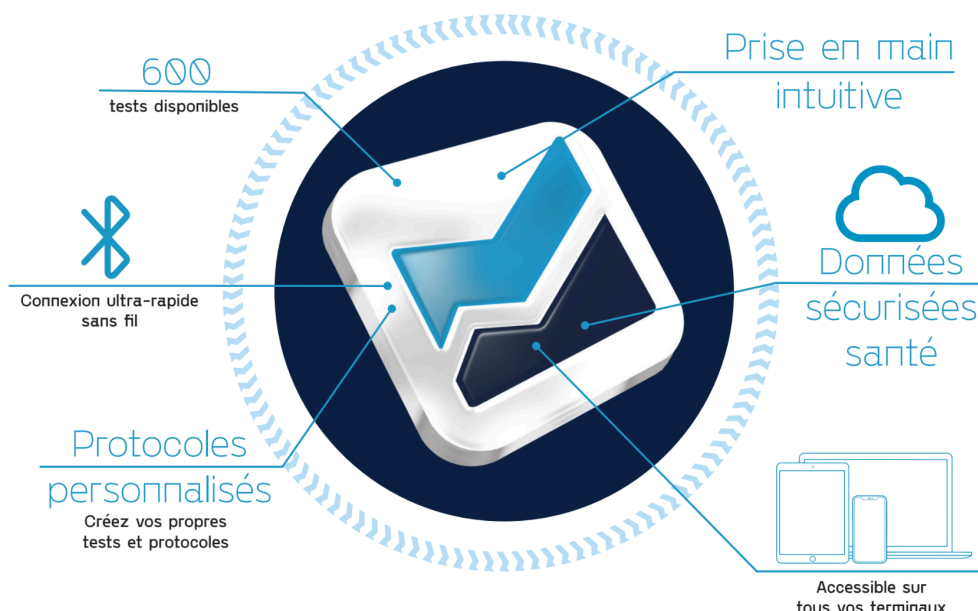 600
tests disponibles
Prise en main
intuitive
Connexion ultra-rapide
sans fil
Données
sécurisées
santé
Protocoles
personnalisés
Créez vos propres
tests et protocoles
Accessible sur
tous vos terminaux